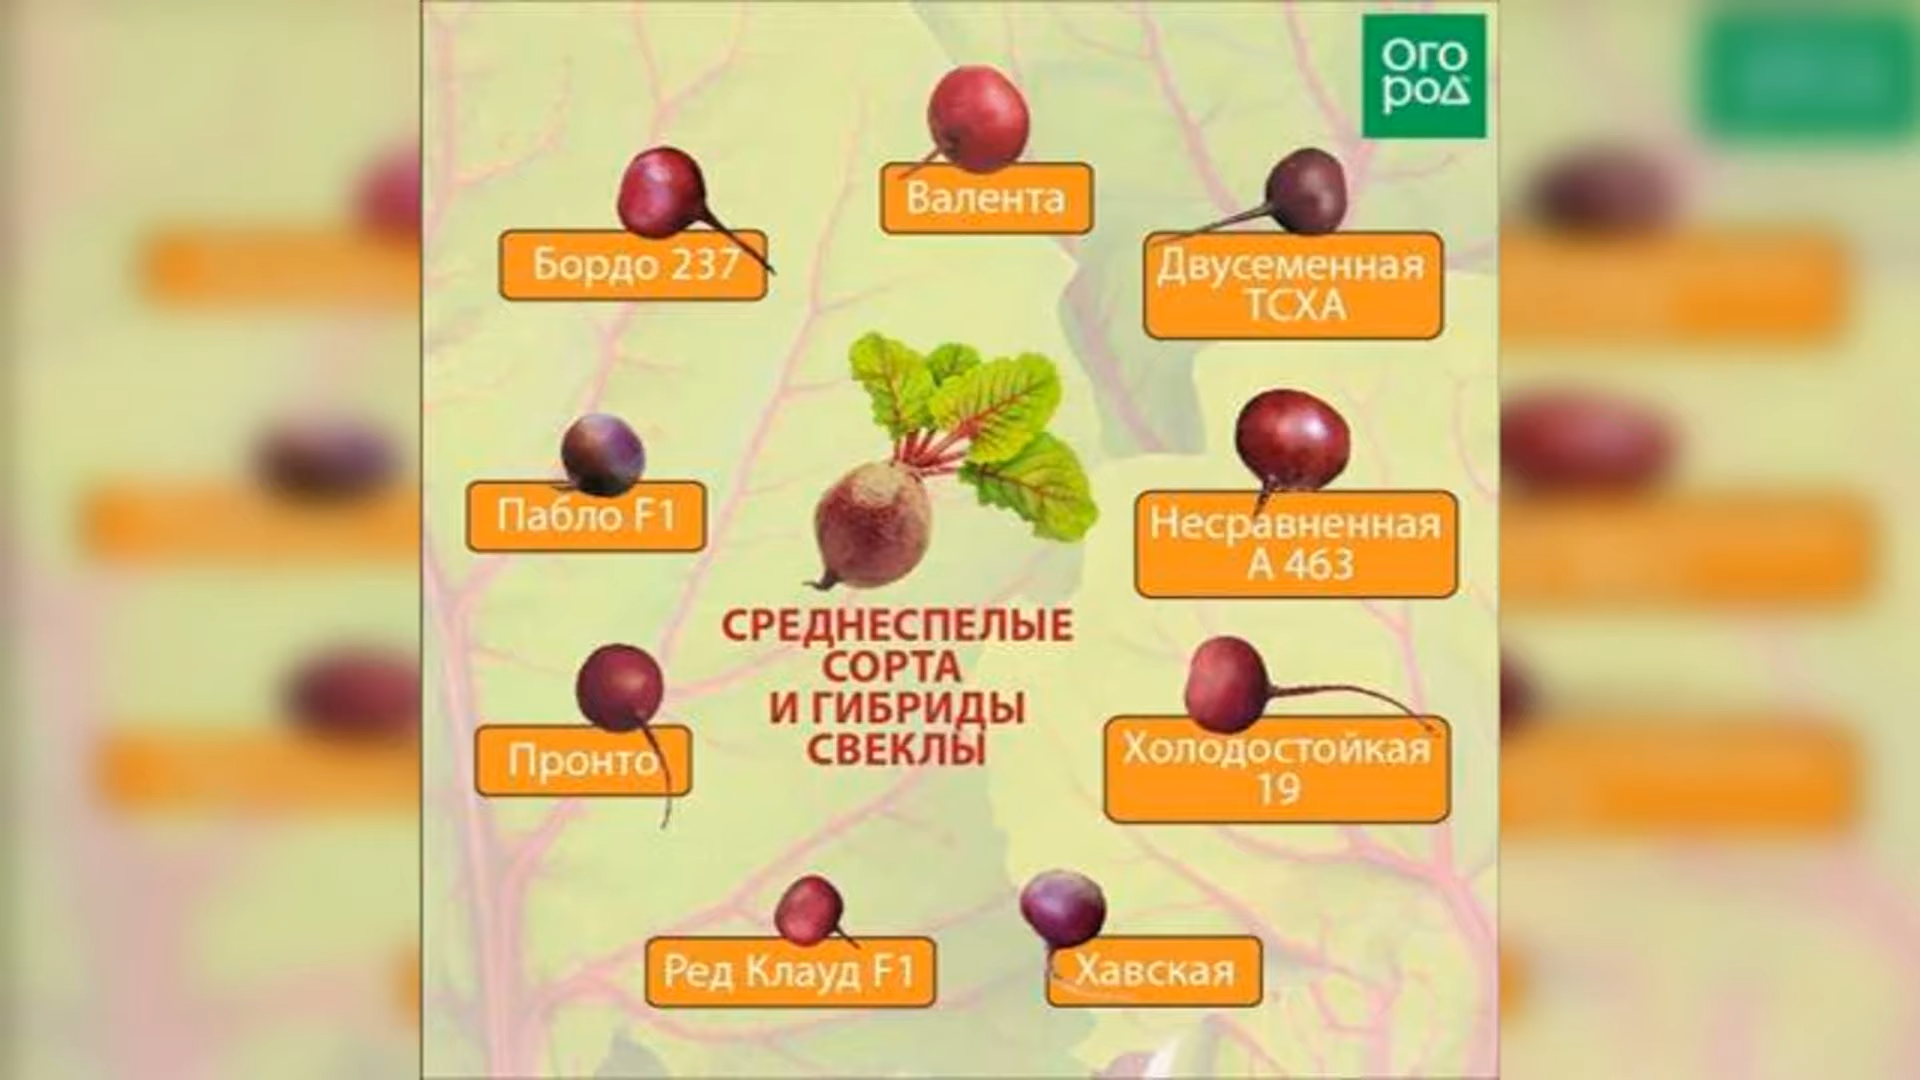 Ого
род
Валента
Бордо 237
Двусеменная
ТСХА
Пабло F1
Несравненная
А 463
СРЕДНЕСПЕЛЫЕ
СОРТА
И ГИБРИДЫ
СВЕКЛЫ
Пронто
Холодостойкая
19
Ред Клауд F1
Хавская